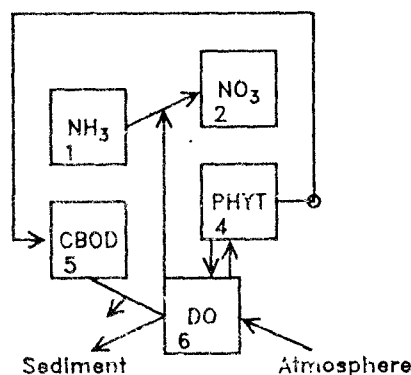 NO₃
2
NH₃
1
PHYT
4
CBOD
5
DO
6
Sediment
Atmosphere